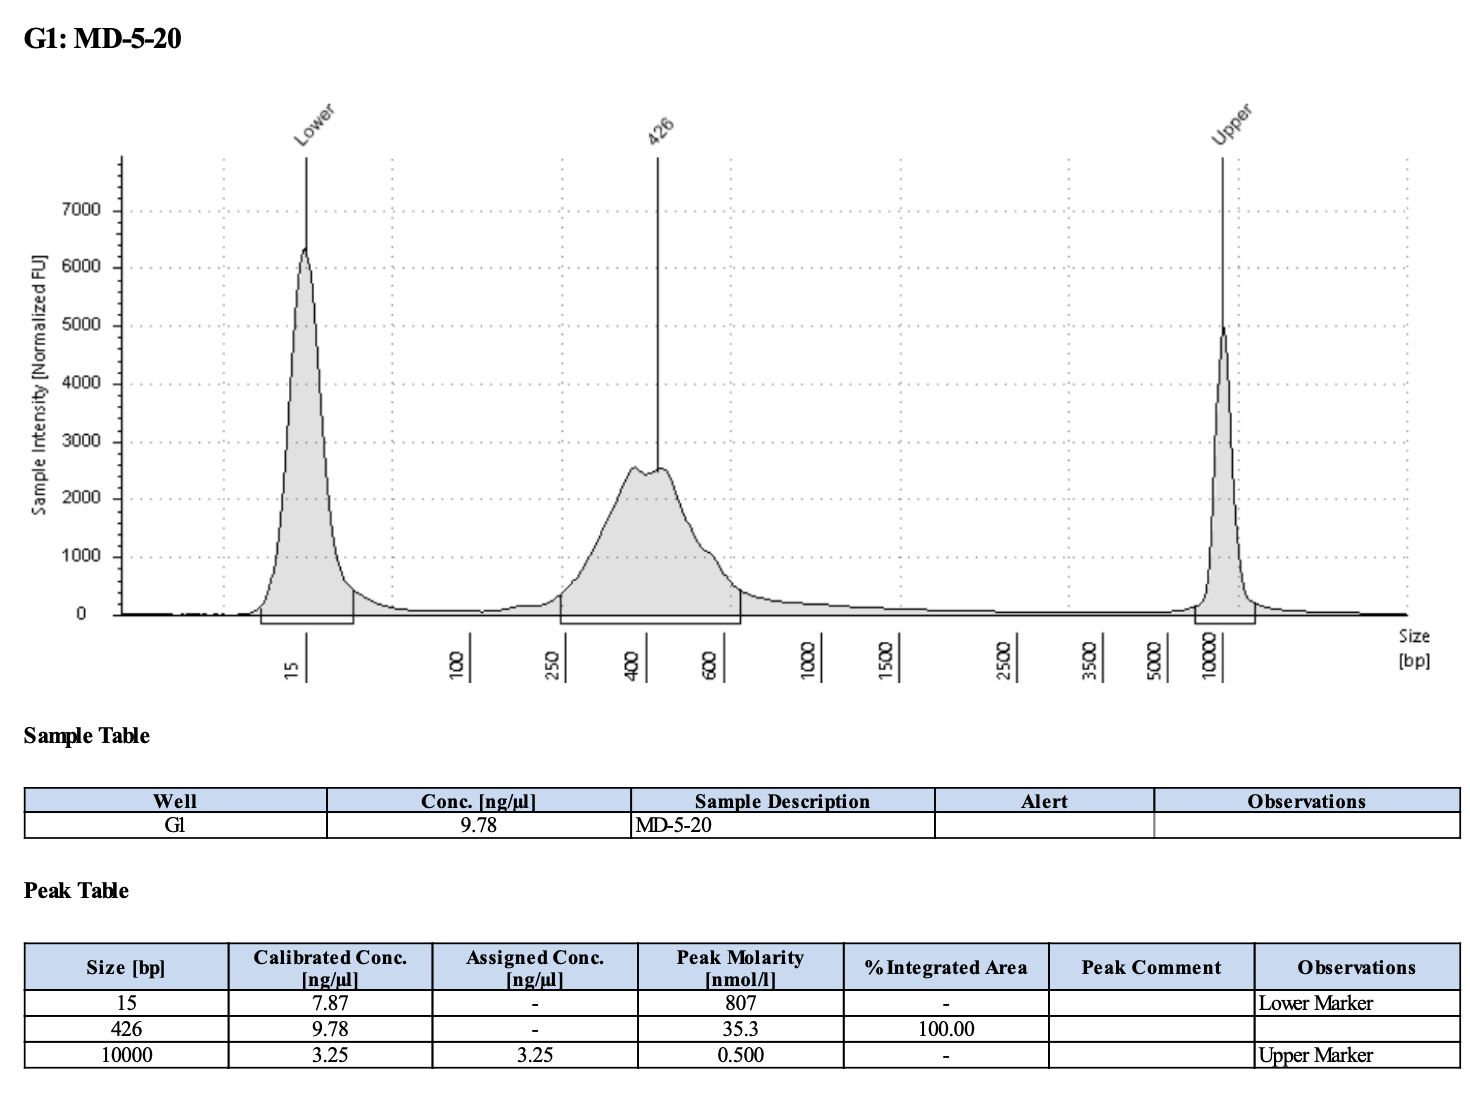 G1: MD-5-20
Lower
426
Upper
Sample Intensity [Normalized FU]
7000
6000
5000
4000
3000
2000
1000
0
15
100
250
400
600
1000
1500
2500
3500
5000
10000
Size
[bp]
Sample Table
Well Conc. [ng/µl] Sample Description Alert Observations
G1 9.78 MD-5-20
Peak Table
Size [bp] Calibrated Conc. [ng/µl] Assigned Conc. [ng/µl] Peak Molarity [nmol/l] % Integrated Area Peak Comment Observations
15 7.87 - 807 - Lower Marker
426 9.78 - 35.3 100.00
10000 3.25 3.25 0.500 - Upper Marker